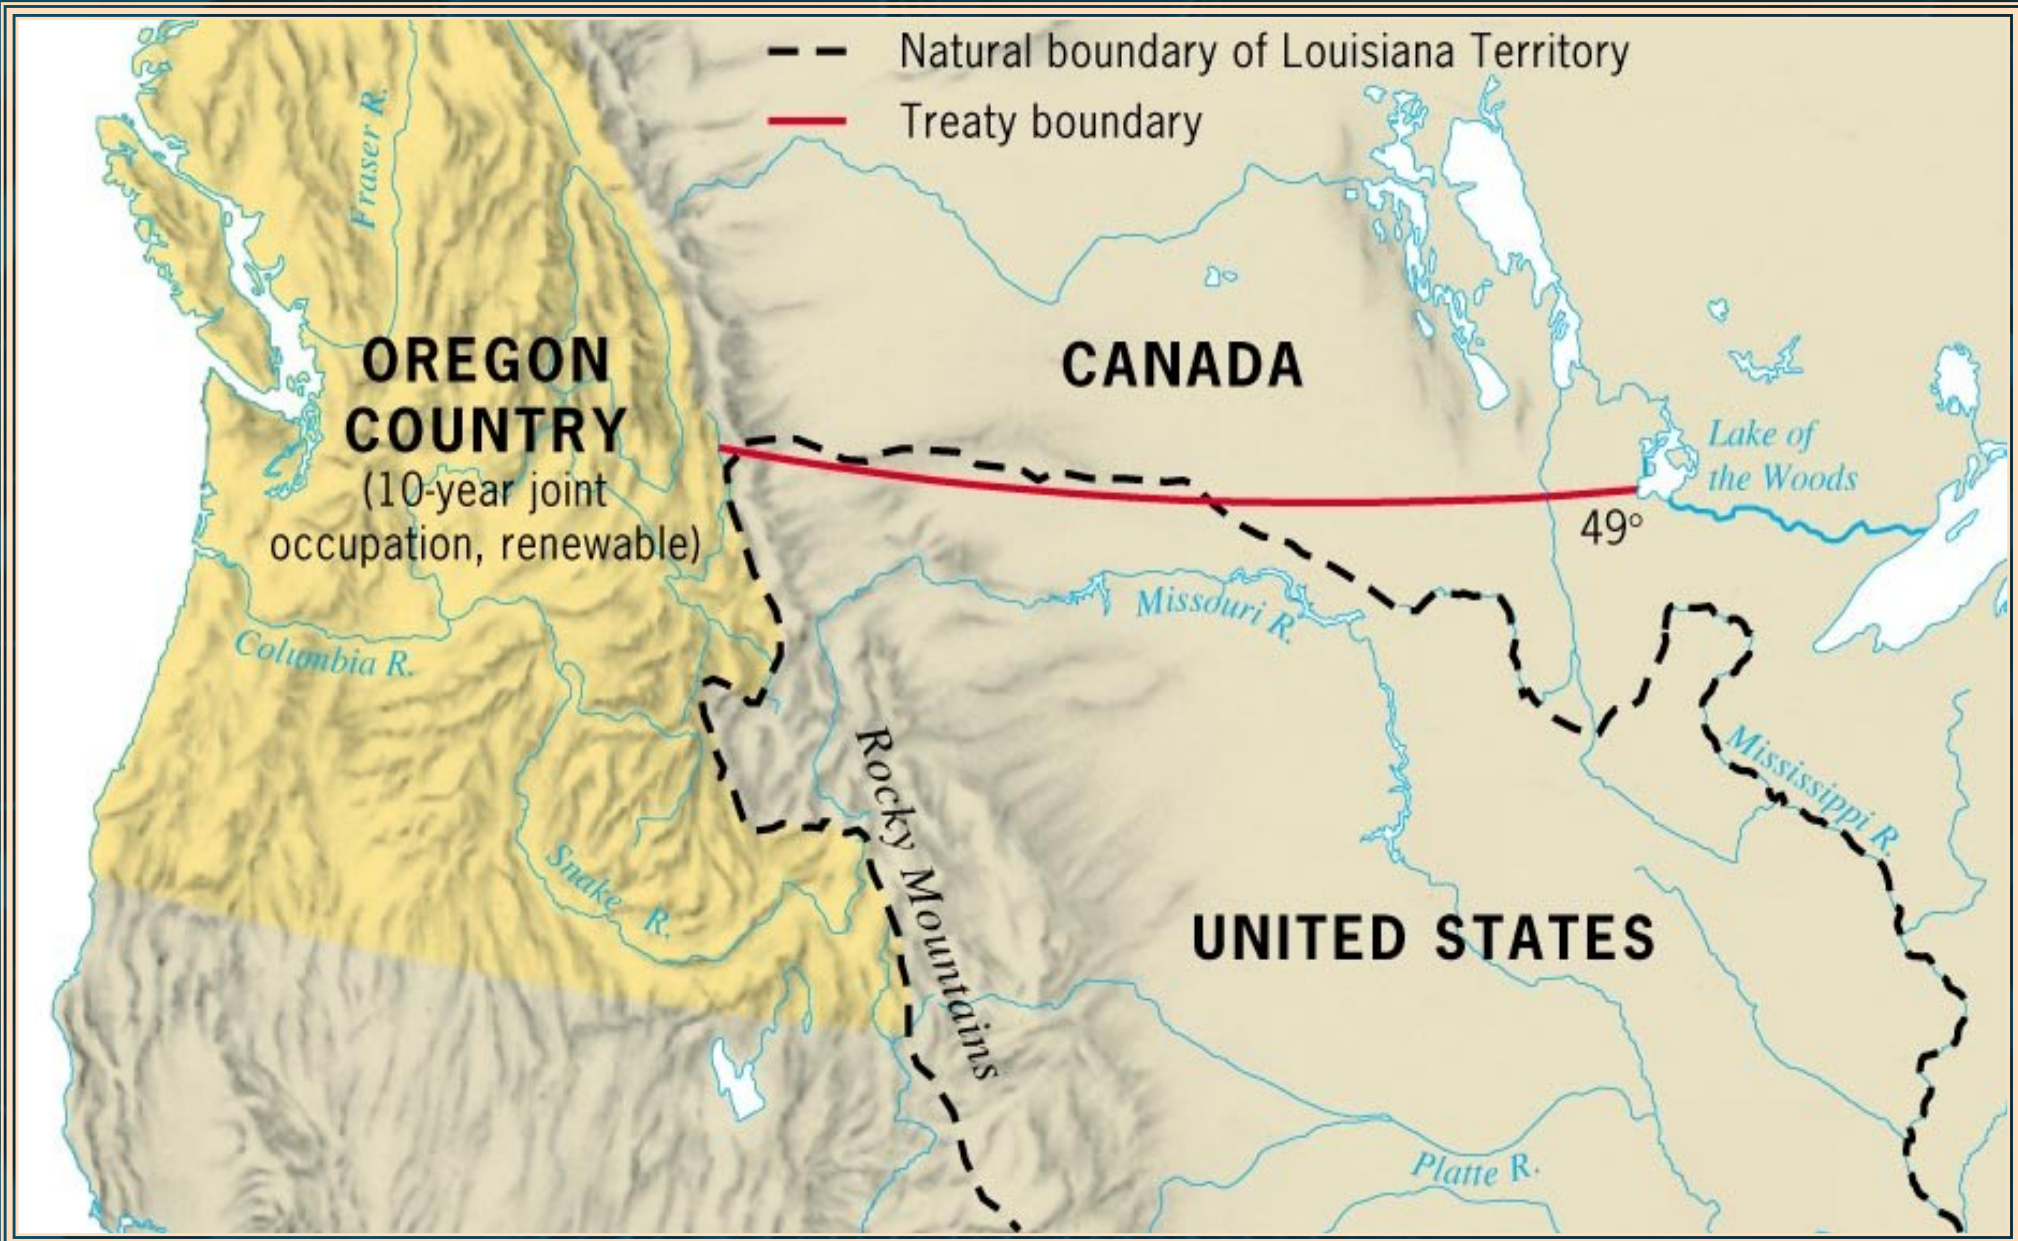 Natural boundary of Louisiana Territory
Treaty boundary
Fraser R.
OREGON
COUNTRY
(10-year joint
occupation, renewable)
CANADA
Lake of
the Woods
49°
Missouri R.
Columbia R.
Rocky Mountains
Mississippi R.
Snake R.
UNITED STATES
Platte R.